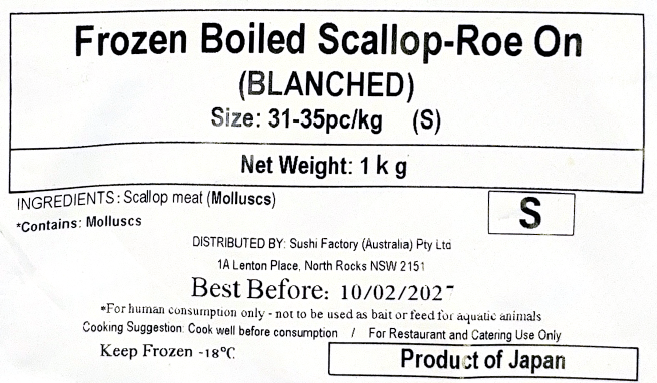 Frozen Boiled Scallop-Roe On
(BLANCHED)
Size: 31-35pc/kg (S)
Net Weight: 1 k g
INGREDIENTS : Scallop meat (Molluscs)
*Contains: Molluscs
S
DISTRIBUTED BY: Sushi Factory (Australia) Pty Ltd
1A Lenton Place, North Rocks NSW 2151
Best Before: 10/02/2027
*For human consumption only - not to be used as bait or feed for aquatic animals
Cooking Suggestion: Cook well before consumption / For Restaurant and Catering Use Only
Keep Frozen -18°C
Product of Japan